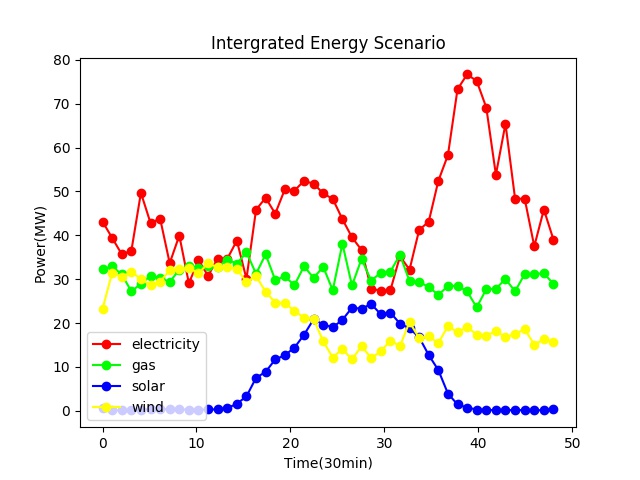 Intergrated Energy Scenario
80
70
60
50
40
30
20
10
0
Power(MW)
electricity
gas
solar
wind
0 10 20 30 40 50
Time(30min)